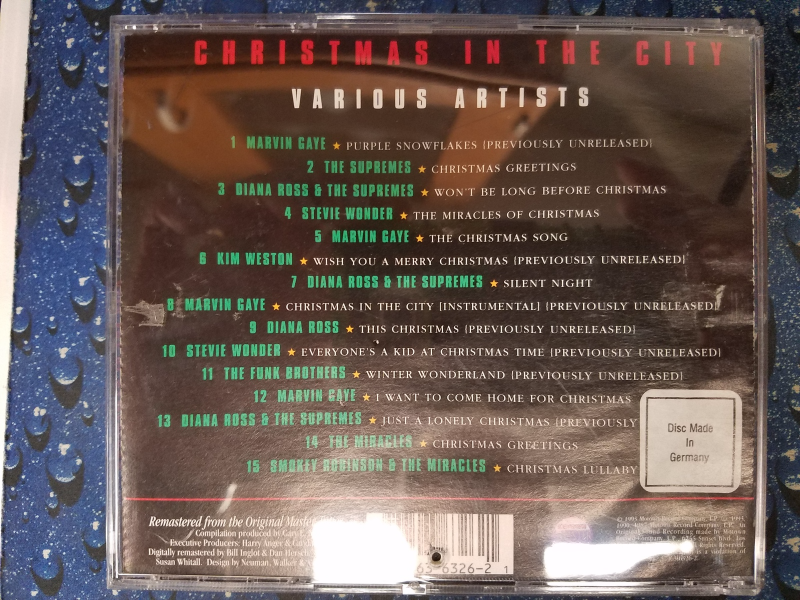 CHRISTMAS IN THE CITY
VARIOUS ARTISTS
1 MARVIN GAYE ★ PURPLE SNOWFLAKES [PREVIOUSLY UNRELEASED]
2 THE SUPREMES ★ CHRISTMAS GREETINGS
3 DIANA ROSS & THE SUPREMES ★ WON'T BE LONG BEFORE CHRISTMAS
4 STEVIE WONDER ★ THE MIRACLES OF CHRISTMAS
5 MARVIN GAYE ★ THE CHRISTMAS SONG
6 KIM WESTON ★ WISH YOU A MERRY CHRISTMAS [PREVIOUSLY UNRELEASED]
7 DIANA ROSS & THE SUPREMES ★ SILENT NIGHT
8 MARVIN GAYE ★ CHRISTMAS IN THE CITY [INSTRUMENTAL] [PREVIOUSLY UNRELEASED]
9 DIANA ROSS ★ THIS CHRISTMAS [PREVIOUSLY UNRELEASED]
10 STEVIE WONDER ★ EVERYONE'S A KID AT CHRISTMAS TIME [PREVIOUSLY UNRELEASED]
11 THE FUNK BROTHERS ★ WINTER WONDERLAND [PREVIOUSLY UNRELEASED]
12 MARVIN GAYE ★ I WANT TO COME HOME FOR CHRISTMAS
13 DIANA ROSS & THE SUPREMES ★ JUST A LONELY CHRISTMAS [PREVIOUSLY
14 THE MIRACLES ★ CHRISTMAS GREETINGS
15 SMOKEY ROBINSON & THE MIRACLES ★ CHRISTMAS LULLABY
Disc Made
In
Germany
Remastered from the Original Master
Compilation produced by Gary
Executive Producers: Harry Anger &
Digitally remastered by Bill Inglot & Dan Hersch
Susan Whitall. Design by Neuman, Walker &
6326-2 1